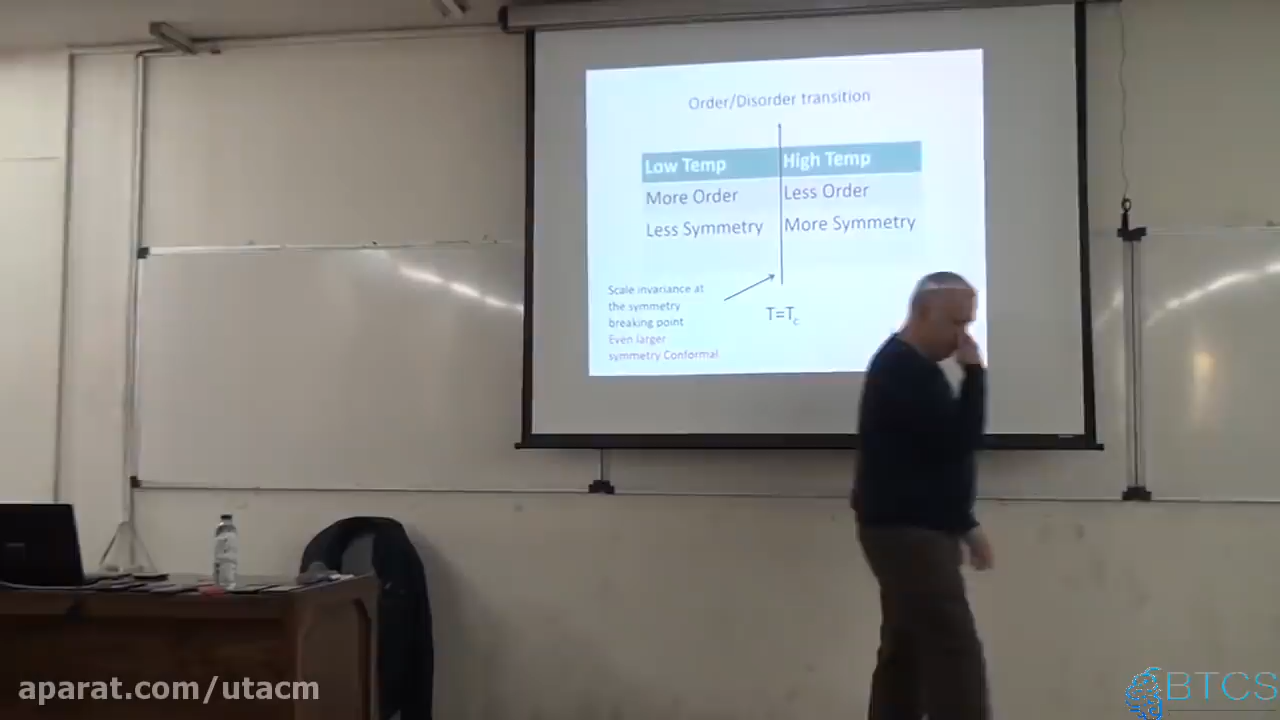 Order/Disorder transition
Low Temp High Temp
More Order Less Order
Less Symmetry More Symmetry
Scale invariance at
the symmetry
breaking point
Even larger
symmetry Conformal
T=Tc
aparat.com/utacm
BTCS